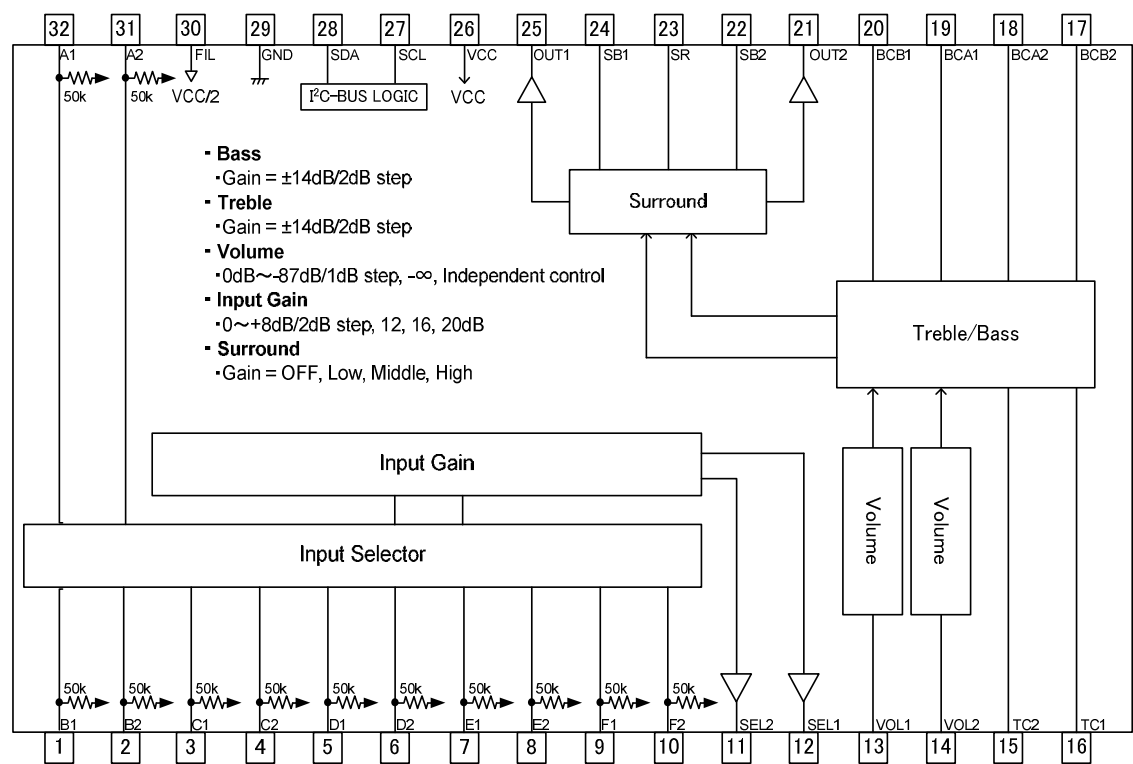 32 31 30 29 28 27 26 25 24 23 22 21 20 19 18 17
A1 A2 FIL GND SDA SCL VCC OUT1 SB1 SR SB2 OUT2 BCB1 BCA1 BCA2 BCB2
50k 50k VCC/2 I²C-BUS LOGIC VCC
- Bass
・Gain = ±14dB/2dB step
- Treble
・Gain = ±14dB/2dB step
- Volume
・0dB～-87dB/1dB step, -∞, Independent control
- Input Gain
・0～+8dB/2dB step, 12, 16, 20dB
- Surround
・Gain = OFF, Low, Middle, High
Surround
Treble/Bass
Input Gain
Input Selector
Volume
Volume
50k 50k 50k 50k 50k 50k 50k 50k 50k 50k
B1 B2 C1 C2 D1 D2 E1 E2 F1 F2 SEL2 SEL1 VOL1 VOL2 TC2 TC1
1 2 3 4 5 6 7 8 9 10 11 12 13 14 15 16